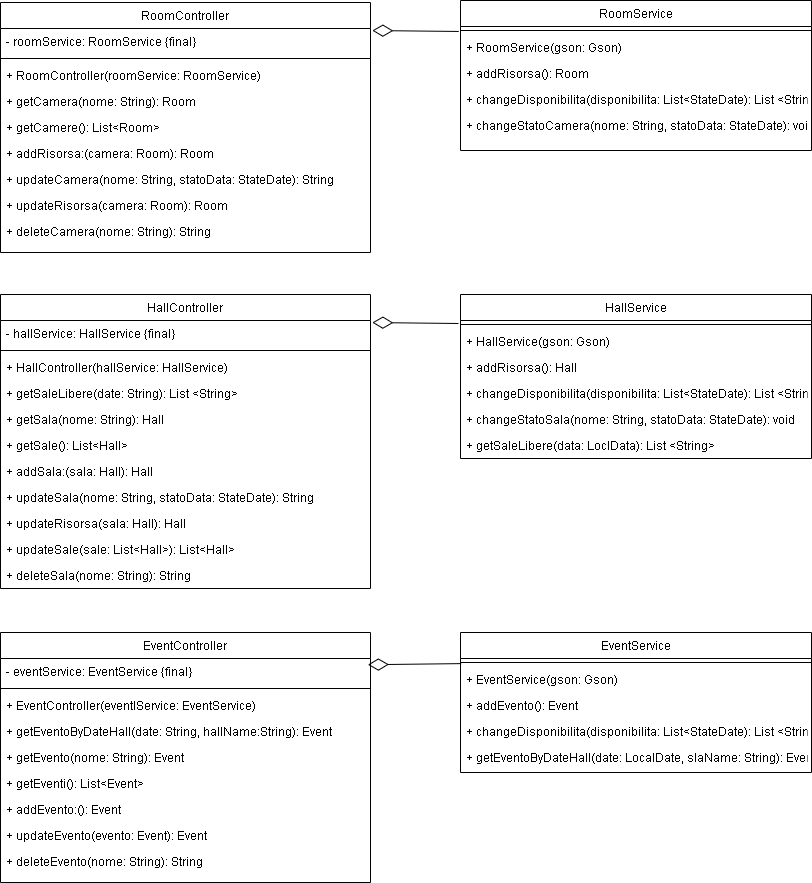 RoomController
- roomService: RoomService {final}
+ RoomController(roomService: RoomService)
+ getCamera(nome: String): Room
+ getCamere(): List<Room>
+ addRisorsa:(camera: Room): Room
+ updateCamera(nome: String, statoData: StateDate): String
+ updateRisorsa(camera: Room): Room
+ deleteCamera(nome: String): String
RoomService
+ RoomService(gson: Gson)
+ addRisorsa(): Room
+ changeDisponibilita(disponibilita: List<StateDate): List <Strin
+ changeStatoCamera(nome: String, statoData: StateDate): voi
HallController
- hallService: HallService {final}
+ HallController(hallService: HallService)
+ getSaleLibere(date: String): List <String>
+ getSala(nome: String): Hall
+ getSale(): List<Hall>
+ addSala:(sala: Hall): Hall
+ updateSala(nome: String, statoData: StateDate): String
+ updateRisorsa(sala: Hall): Hall
+ updateSale(sale: List<Hall>): List<Hall>
+ deleteSala(nome: String): String
HallService
+ HallService(gson: Gson)
+ addRisorsa(): Hall
+ changeDisponibilita(disponibilita: List<StateDate): List <Strin
+ changeStatoSala(nome: String, statoData: StateDate): void
+ getSaleLibere(data: LoclData): List <String>
EventController
- eventService: EventService {final}
+ EventController(eventlService: EventService)
+ getEventoByDateHall(date: String, hallName:String): Event
+ getEvento(nome: String): Event
+ getEventi(): List<Event>
+ addEvento:(): Event
+ updateEvento(evento: Event): Event
+ deleteEvento(nome: String): String
EventService
+ EventService(gson: Gson)
+ addEvento(): Event
+ changeDisponibilita(disponibilita: List<StateDate): List <Strin
+ getEventoByDateHall(date: LocalDate, slaName: String): Eve